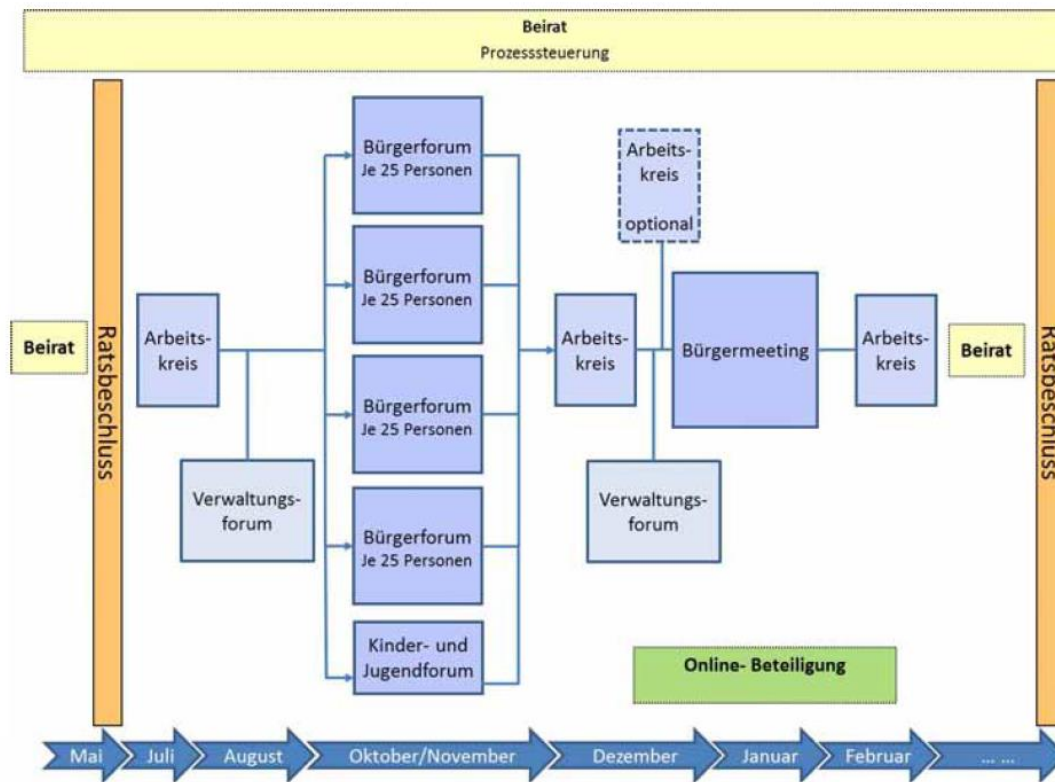 Beirat
Prozesssteuerung
Beirat
Ratsbeschluss
Arbeits-
kreis
Verwaltungs-
forum
Bürgerforum
Je 25 Personen
Bürgerforum
Je 25 Personen
Bürgerforum
Je 25 Personen
Bürgerforum
Je 25 Personen
Kinder- und
Jugendforum
Arbeits-
kreis
Arbeits-
kreis
optional
Verwaltungs-
forum
Bürgermeeting
Arbeits-
kreis
Beirat
Ratsbeschluss
Online- Beteiligung
Mai
Juli
August
Oktober/November
Dezember
Januar
Februar
... ...